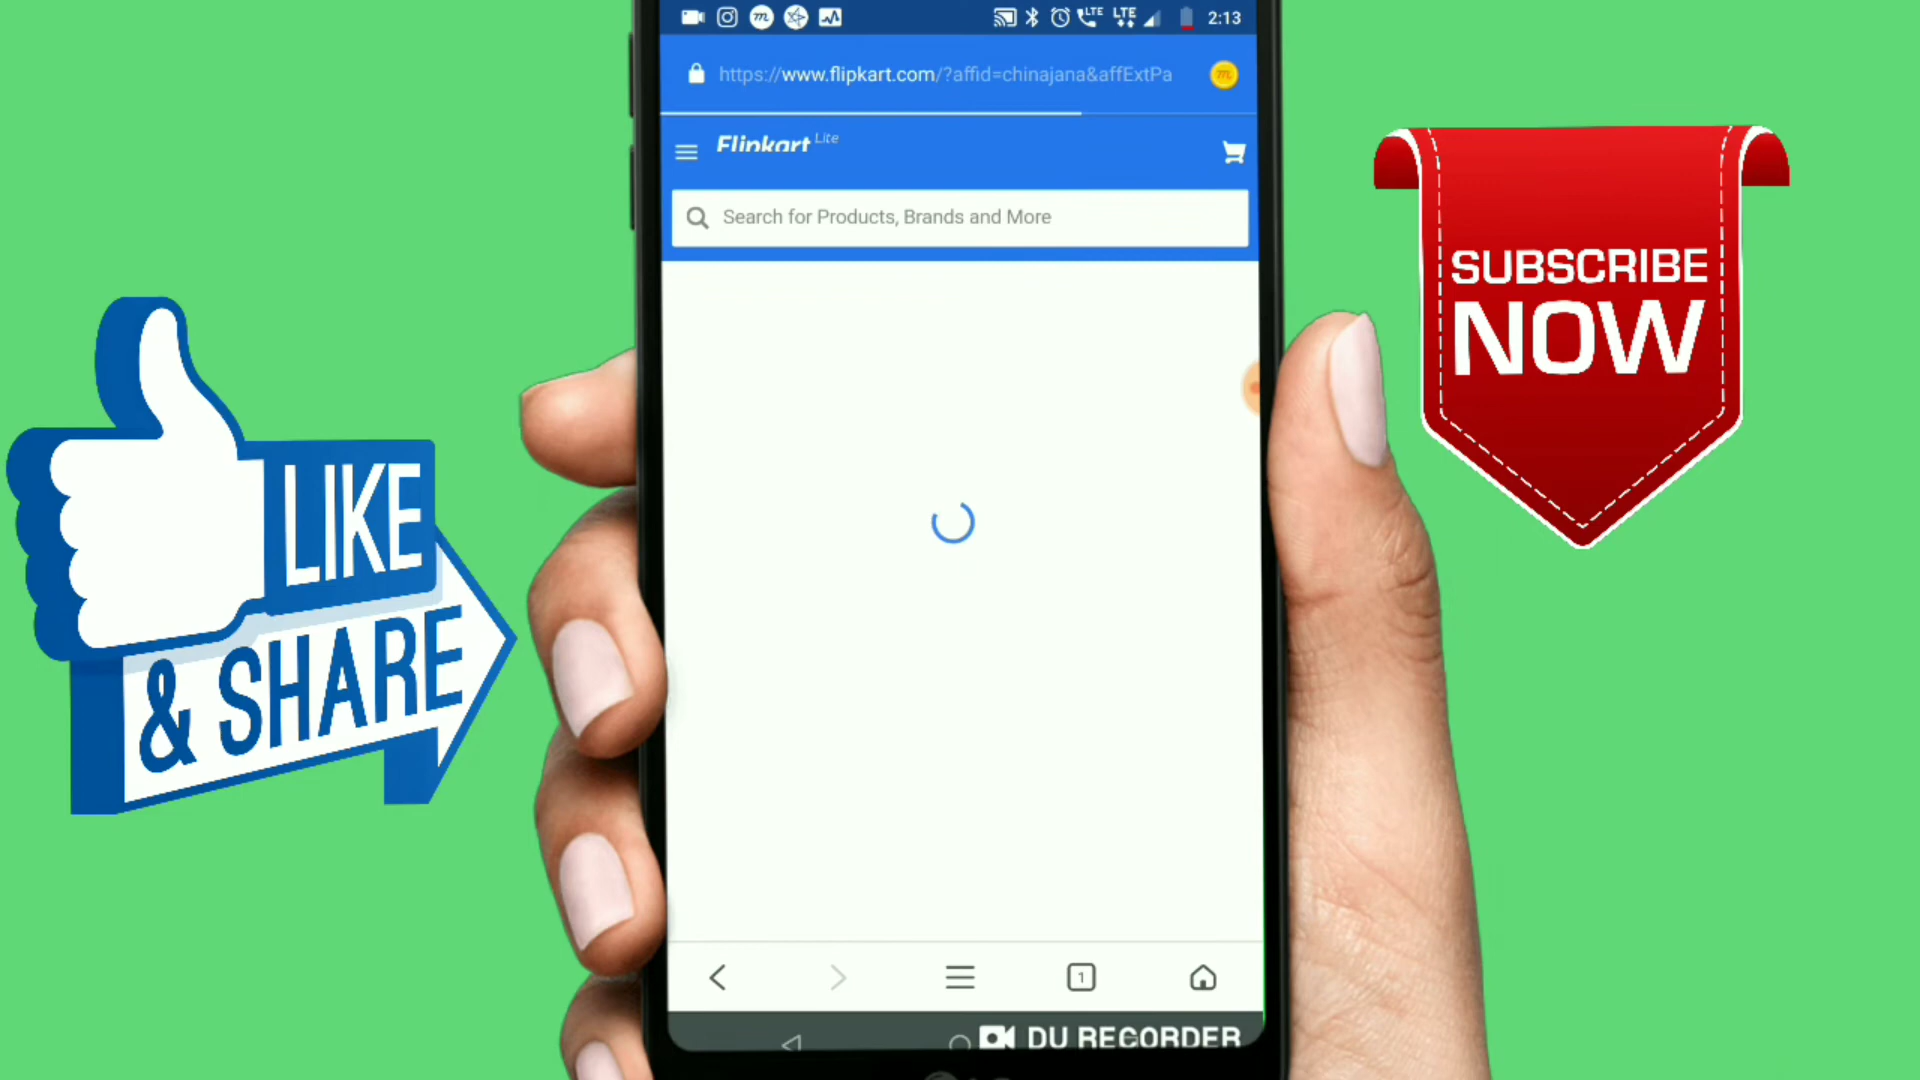 2:13
https://www.flipkart.com/?affid=chinajana&affExtPa
Flipkart Lite
Search for Products, Brands and More
LIKE
& SHARE
SUBSCRIBE
NOW
1
DU RECORDER